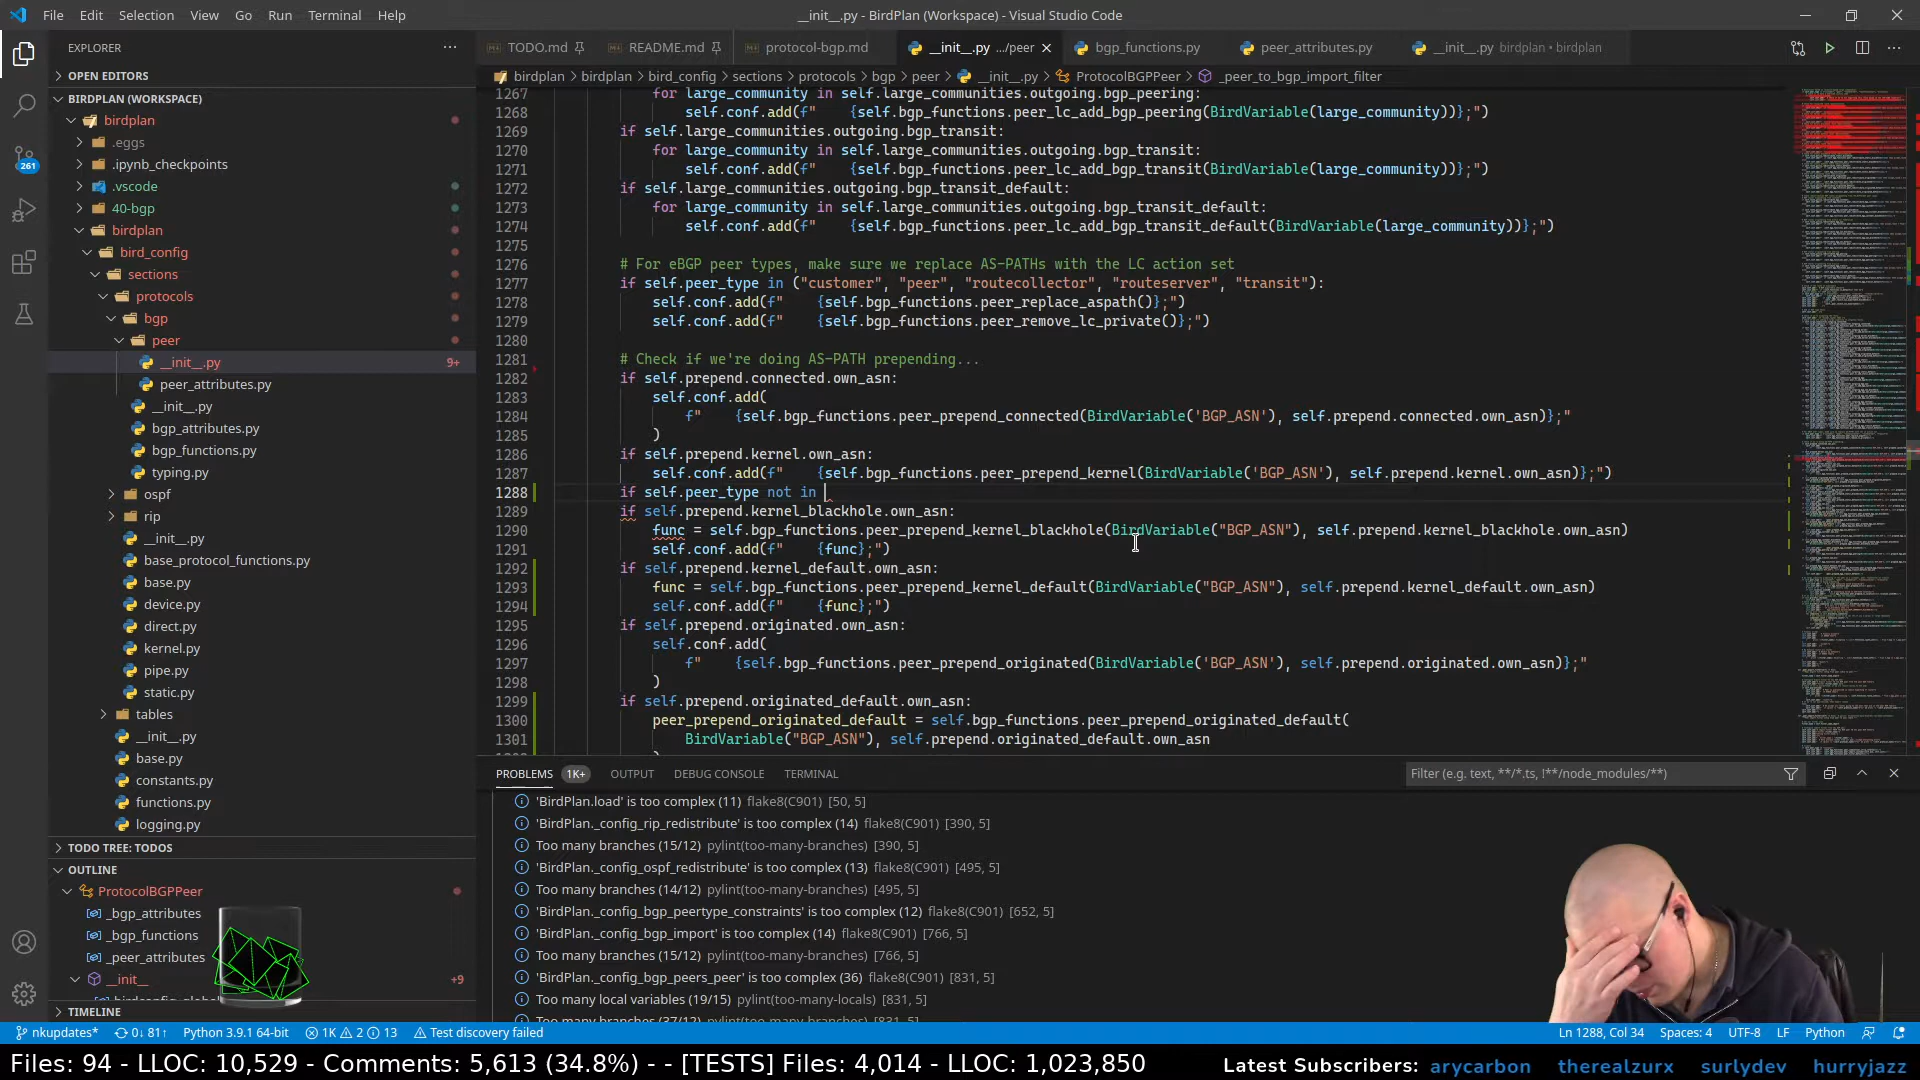 File Edit Selection View Go Run Terminal Help
__init__.py - BirdPlan (Workspace) - Visual Studio Code
EXPLORER
TODO.md README.md protocol-bgp.md __init__.py .../peer bgp_functions.py peer_attributes.py __init__.py birdplan • birdplan
birdplan > birdplan > bird_config > sections > protocols > bgp > peer > __init__.py > ProtocolBGPPeer > _peer_to_bgp_import_filter
OPEN EDITORS
BIRDPLAN (WORKSPACE)
birdplan
.eggs
.ipynb_checkpoints
.vscode
40-bgp
birdplan
bird_config
sections
protocols
bgp
peer
__init__.py 9+
peer_attributes.py
__init__.py
bgp_attributes.py
bgp_functions.py
typing.py
ospf
rip
__init__.py
base_protocol_functions.py
base.py
device.py
direct.py
kernel.py
pipe.py
static.py
tables
__init__.py
base.py
constants.py
functions.py
logging.py
TODO TREE: TODOS
OUTLINE
ProtocolBGPPeer
_bgp_attributes
_bgp_functions
_peer_attributes
__init__ +9
TIMELINE
261
1267 for large_community in self.large_communities.outgoing.bgp_peering:
1268 self.conf.add(f"    {self.bgp_functions.peer_lc_add_bgp_peering(BirdVariable(large_community))};")
1269 if self.large_communities.outgoing.bgp_transit:
1270 for large_community in self.large_communities.outgoing.bgp_transit:
1271 self.conf.add(f"    {self.bgp_functions.peer_lc_add_bgp_transit(BirdVariable(large_community))};")
1272 if self.large_communities.outgoing.bgp_transit_default:
1273 for large_community in self.large_communities.outgoing.bgp_transit_default:
1274 self.conf.add(f"    {self.bgp_functions.peer_lc_add_bgp_transit_default(BirdVariable(large_community))};")
1275
1276 # For eBGP peer types, make sure we replace AS-PATHs with the LC action set
1277 if self.peer_type in ("customer", "peer", "routecollector", "routeserver", "transit"):
1278 self.conf.add(f"    {self.bgp_functions.peer_replace_aspath()};")
1279 self.conf.add(f"    {self.bgp_functions.peer_remove_lc_private()};")
1280
1281 # Check if we're doing AS-PATH prepending...
1282 if self.prepend.connected.own_asn:
1283 self.conf.add(
1284 f"    {self.bgp_functions.peer_prepend_connected(BirdVariable('BGP_ASN'), self.prepend.connected.own_asn)};"
1285 )
1286 if self.prepend.kernel.own_asn:
1287 self.conf.add(f"    {self.bgp_functions.peer_prepend_kernel(BirdVariable('BGP_ASN'), self.prepend.kernel.own_asn)};")
1288 if self.peer_type not in
1289 if self.prepend.kernel_blackhole.own_asn:
1290 func = self.bgp_functions.peer_prepend_kernel_blackhole(BirdVariable("BGP_ASN"), self.prepend.kernel_blackhole.own_asn)
1291 self.conf.add(f"    {func};")
1292 if self.prepend.kernel_default.own_asn:
1293 func = self.bgp_functions.peer_prepend_kernel_default(BirdVariable("BGP_ASN"), self.prepend.kernel_default.own_asn)
1294 self.conf.add(f"    {func};")
1295 if self.prepend.originated.own_asn:
1296 self.conf.add(
1297 f"    {self.bgp_functions.peer_prepend_originated(BirdVariable('BGP_ASN'), self.prepend.originated.own_asn)};"
1298 )
1299 if self.prepend.originated_default.own_asn:
1300 peer_prepend_originated_default = self.bgp_functions.peer_prepend_originated_default(
1301 BirdVariable("BGP_ASN"), self.prepend.originated_default.own_asn
PROBLEMS 1K+ OUTPUT DEBUG CONSOLE TERMINAL Filter (e.g. text, **/*.ts, !**/node_modules/**)
'BirdPlan.load' is too complex (11) flake8(C901) [50, 5]
'BirdPlan._config_rip_redistribute' is too complex (14) flake8(C901) [390, 5]
Too many branches (15/12) pylint(too-many-branches) [390, 5]
'BirdPlan._config_ospf_redistribute' is too complex (13) flake8(C901) [495, 5]
Too many branches (14/12) pylint(too-many-branches) [495, 5]
'BirdPlan._config_bgp_peertype_constraints' is too complex (12) flake8(C901) [652, 5]
'BirdPlan._config_bgp_import' is too complex (14) flake8(C901) [766, 5]
Too many branches (15/12) pylint(too-many-branches) [766, 5]
'BirdPlan._config_bgp_peers_peer' is too complex (36) flake8(C901) [831, 5]
Too many local variables (19/15) pylint(too-many-locals) [831, 5]
nkupdates* 0↓ 81↑ Python 3.9.1 64-bit 1K 2 13 Test discovery failed Ln 1288, Col 34 Spaces: 4 UTF-8 LF Python
Files: 94 - LLOC: 10,529 - Comments: 5,613 (34.8%) - - [TESTS] Files: 4,014 - LLOC: 1,023,850 Latest Subscribers: arycarbon therealzurx surlydev hurryjazz